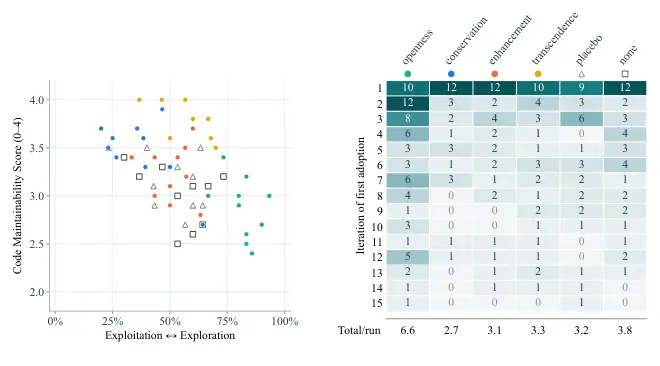 Code Maintainability Score (0–4)
4.0
3.5
3.0
2.5
2.0
0% 25% 50% 75% 100%
Exploitation ↔ Exploration
openness conservation enhancement transcendence placebo none
Iteration of first adoption
1 10 12 12 10 9 12
2 12 3 2 4 3 2
3 8 2 4 3 6 3
4 6 1 2 1 0 4
5 3 3 2 1 1 3
6 3 1 2 3 3 4
7 6 3 1 2 2 1
8 4 0 2 1 2 2
9 1 0 0 2 2 2
10 3 0 0 1 1 1
11 1 1 1 1 0 1
12 5 1 1 1 0 2
13 2 0 1 2 1 1
14 1 0 1 1 1 0
15 1 0 0 0 1 0
Total/run 6.6 2.7 3.1 3.3 3.2 3.8